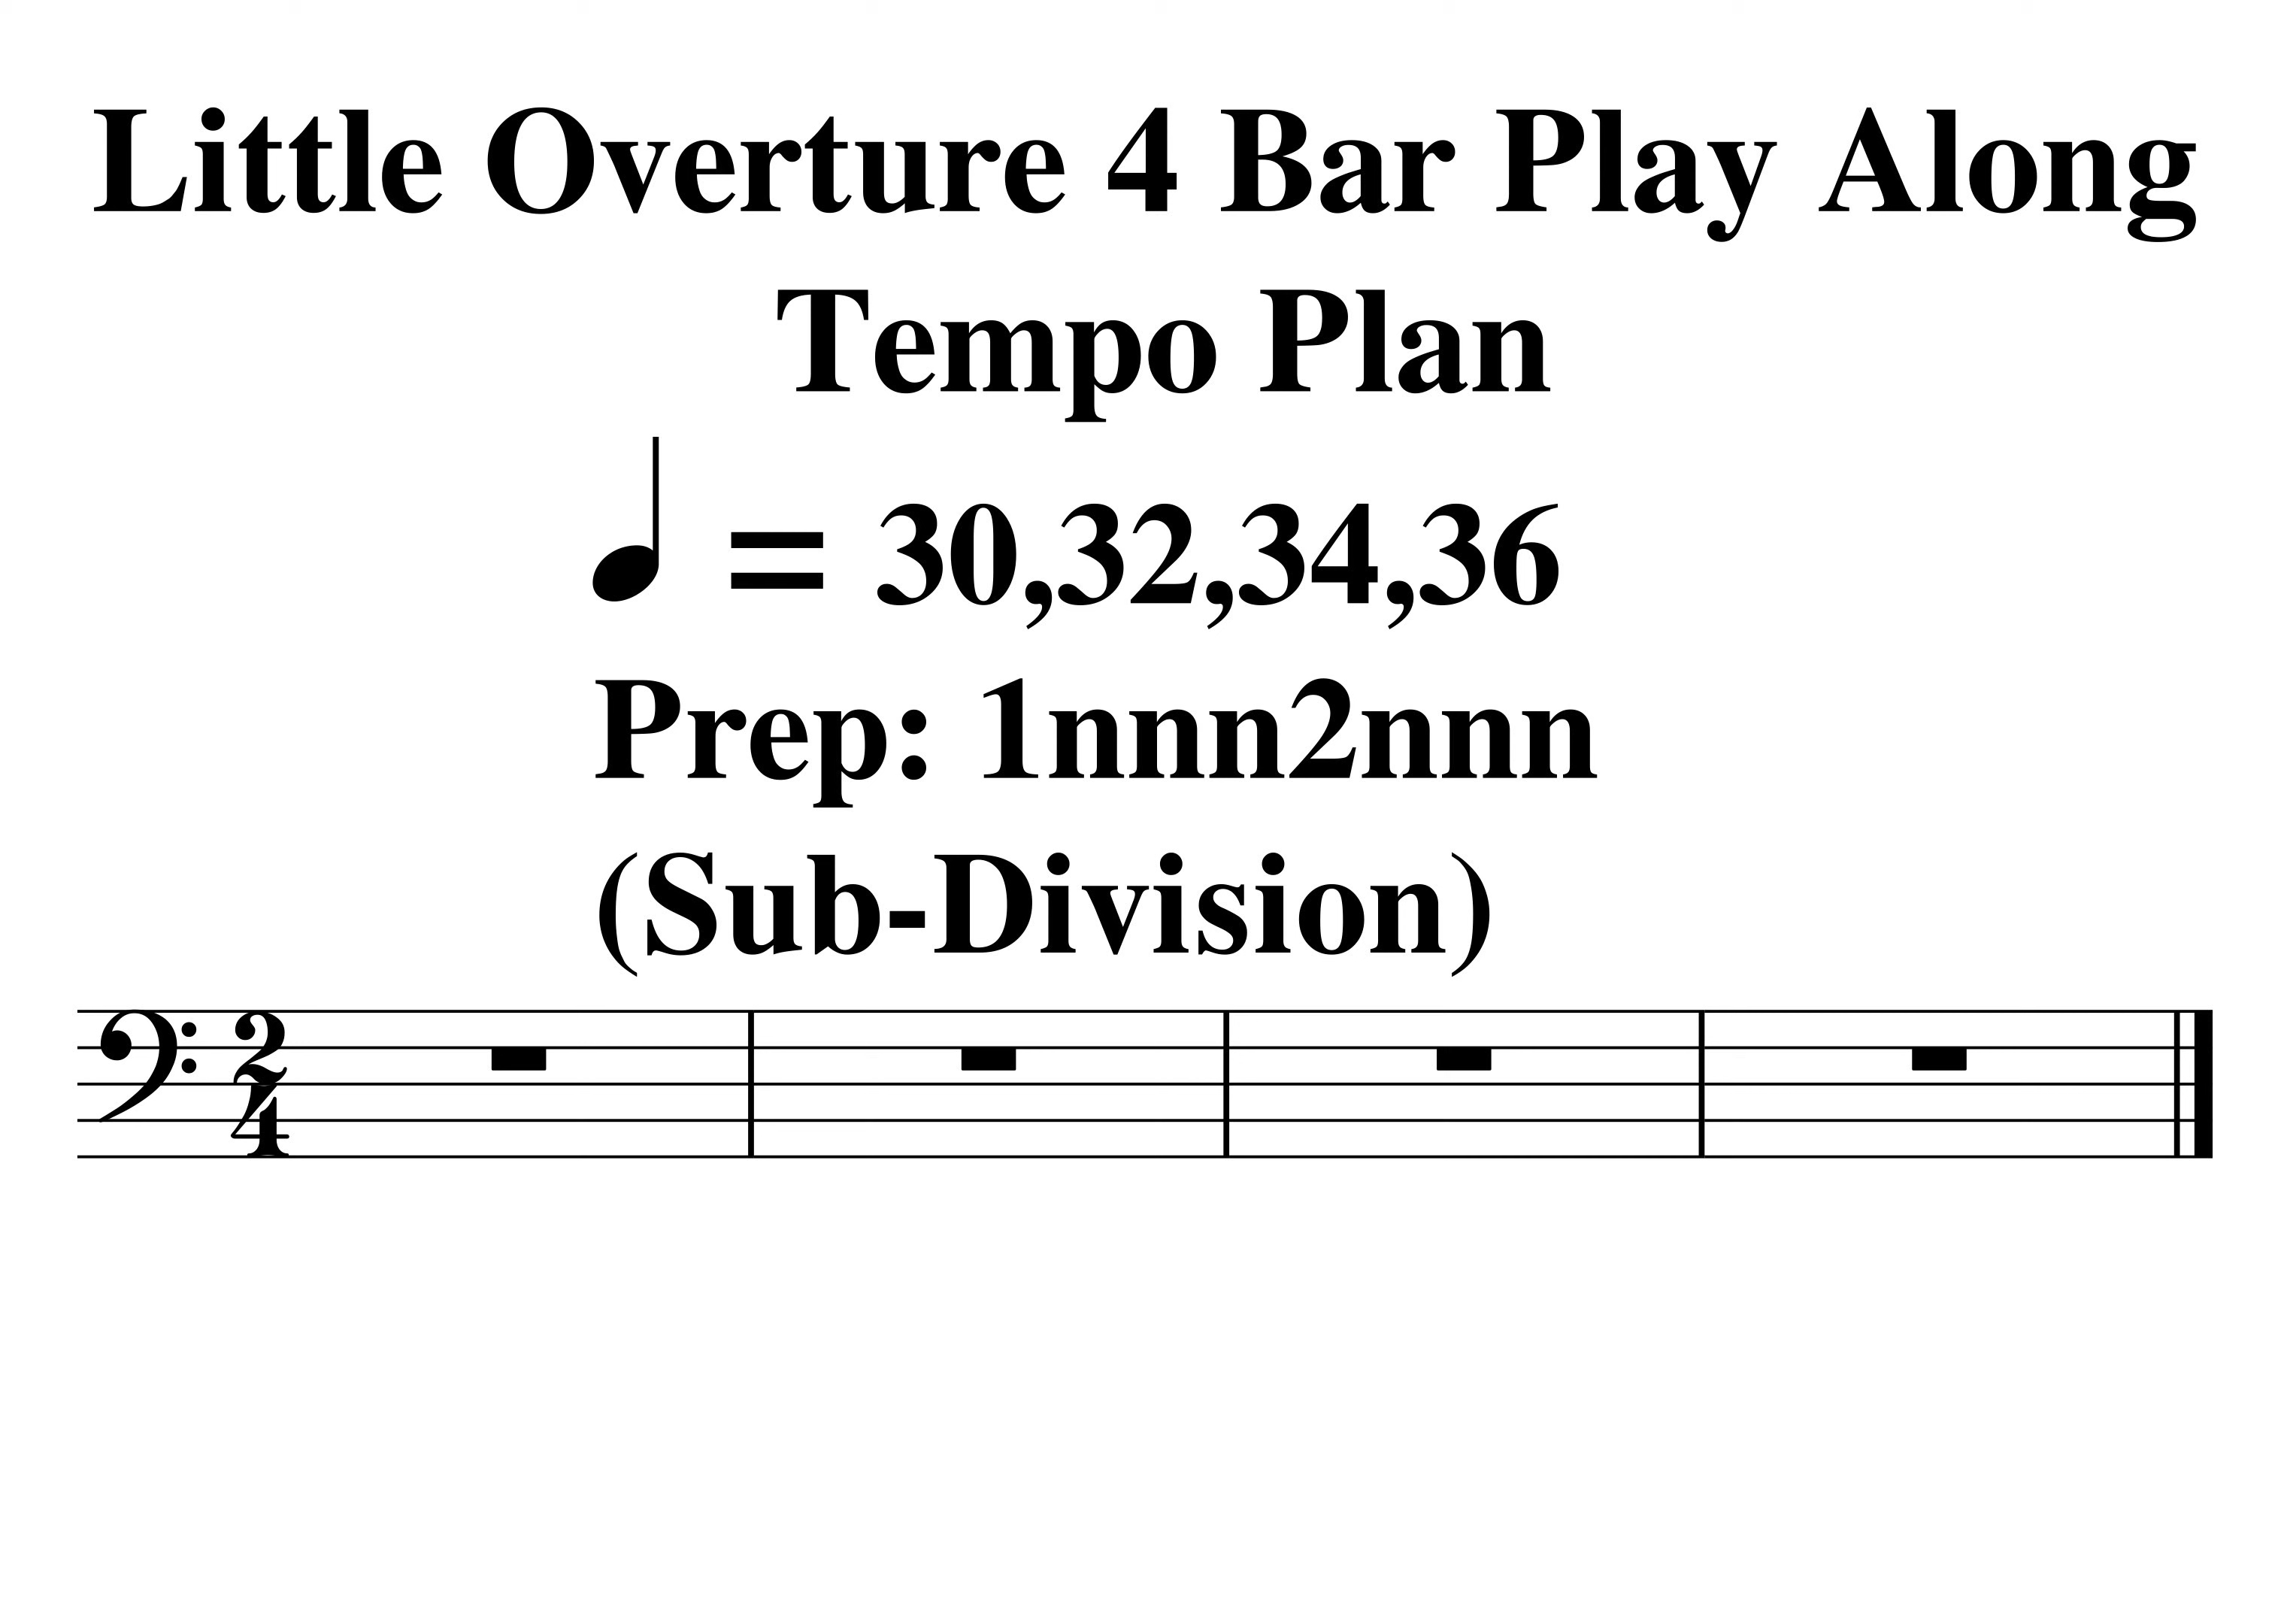 Little Overture 4 Bar Play Along
Tempo Plan
♩ = 30,32,34,36
Prep: 1nnn2nnn
(Sub-Division)
2
4